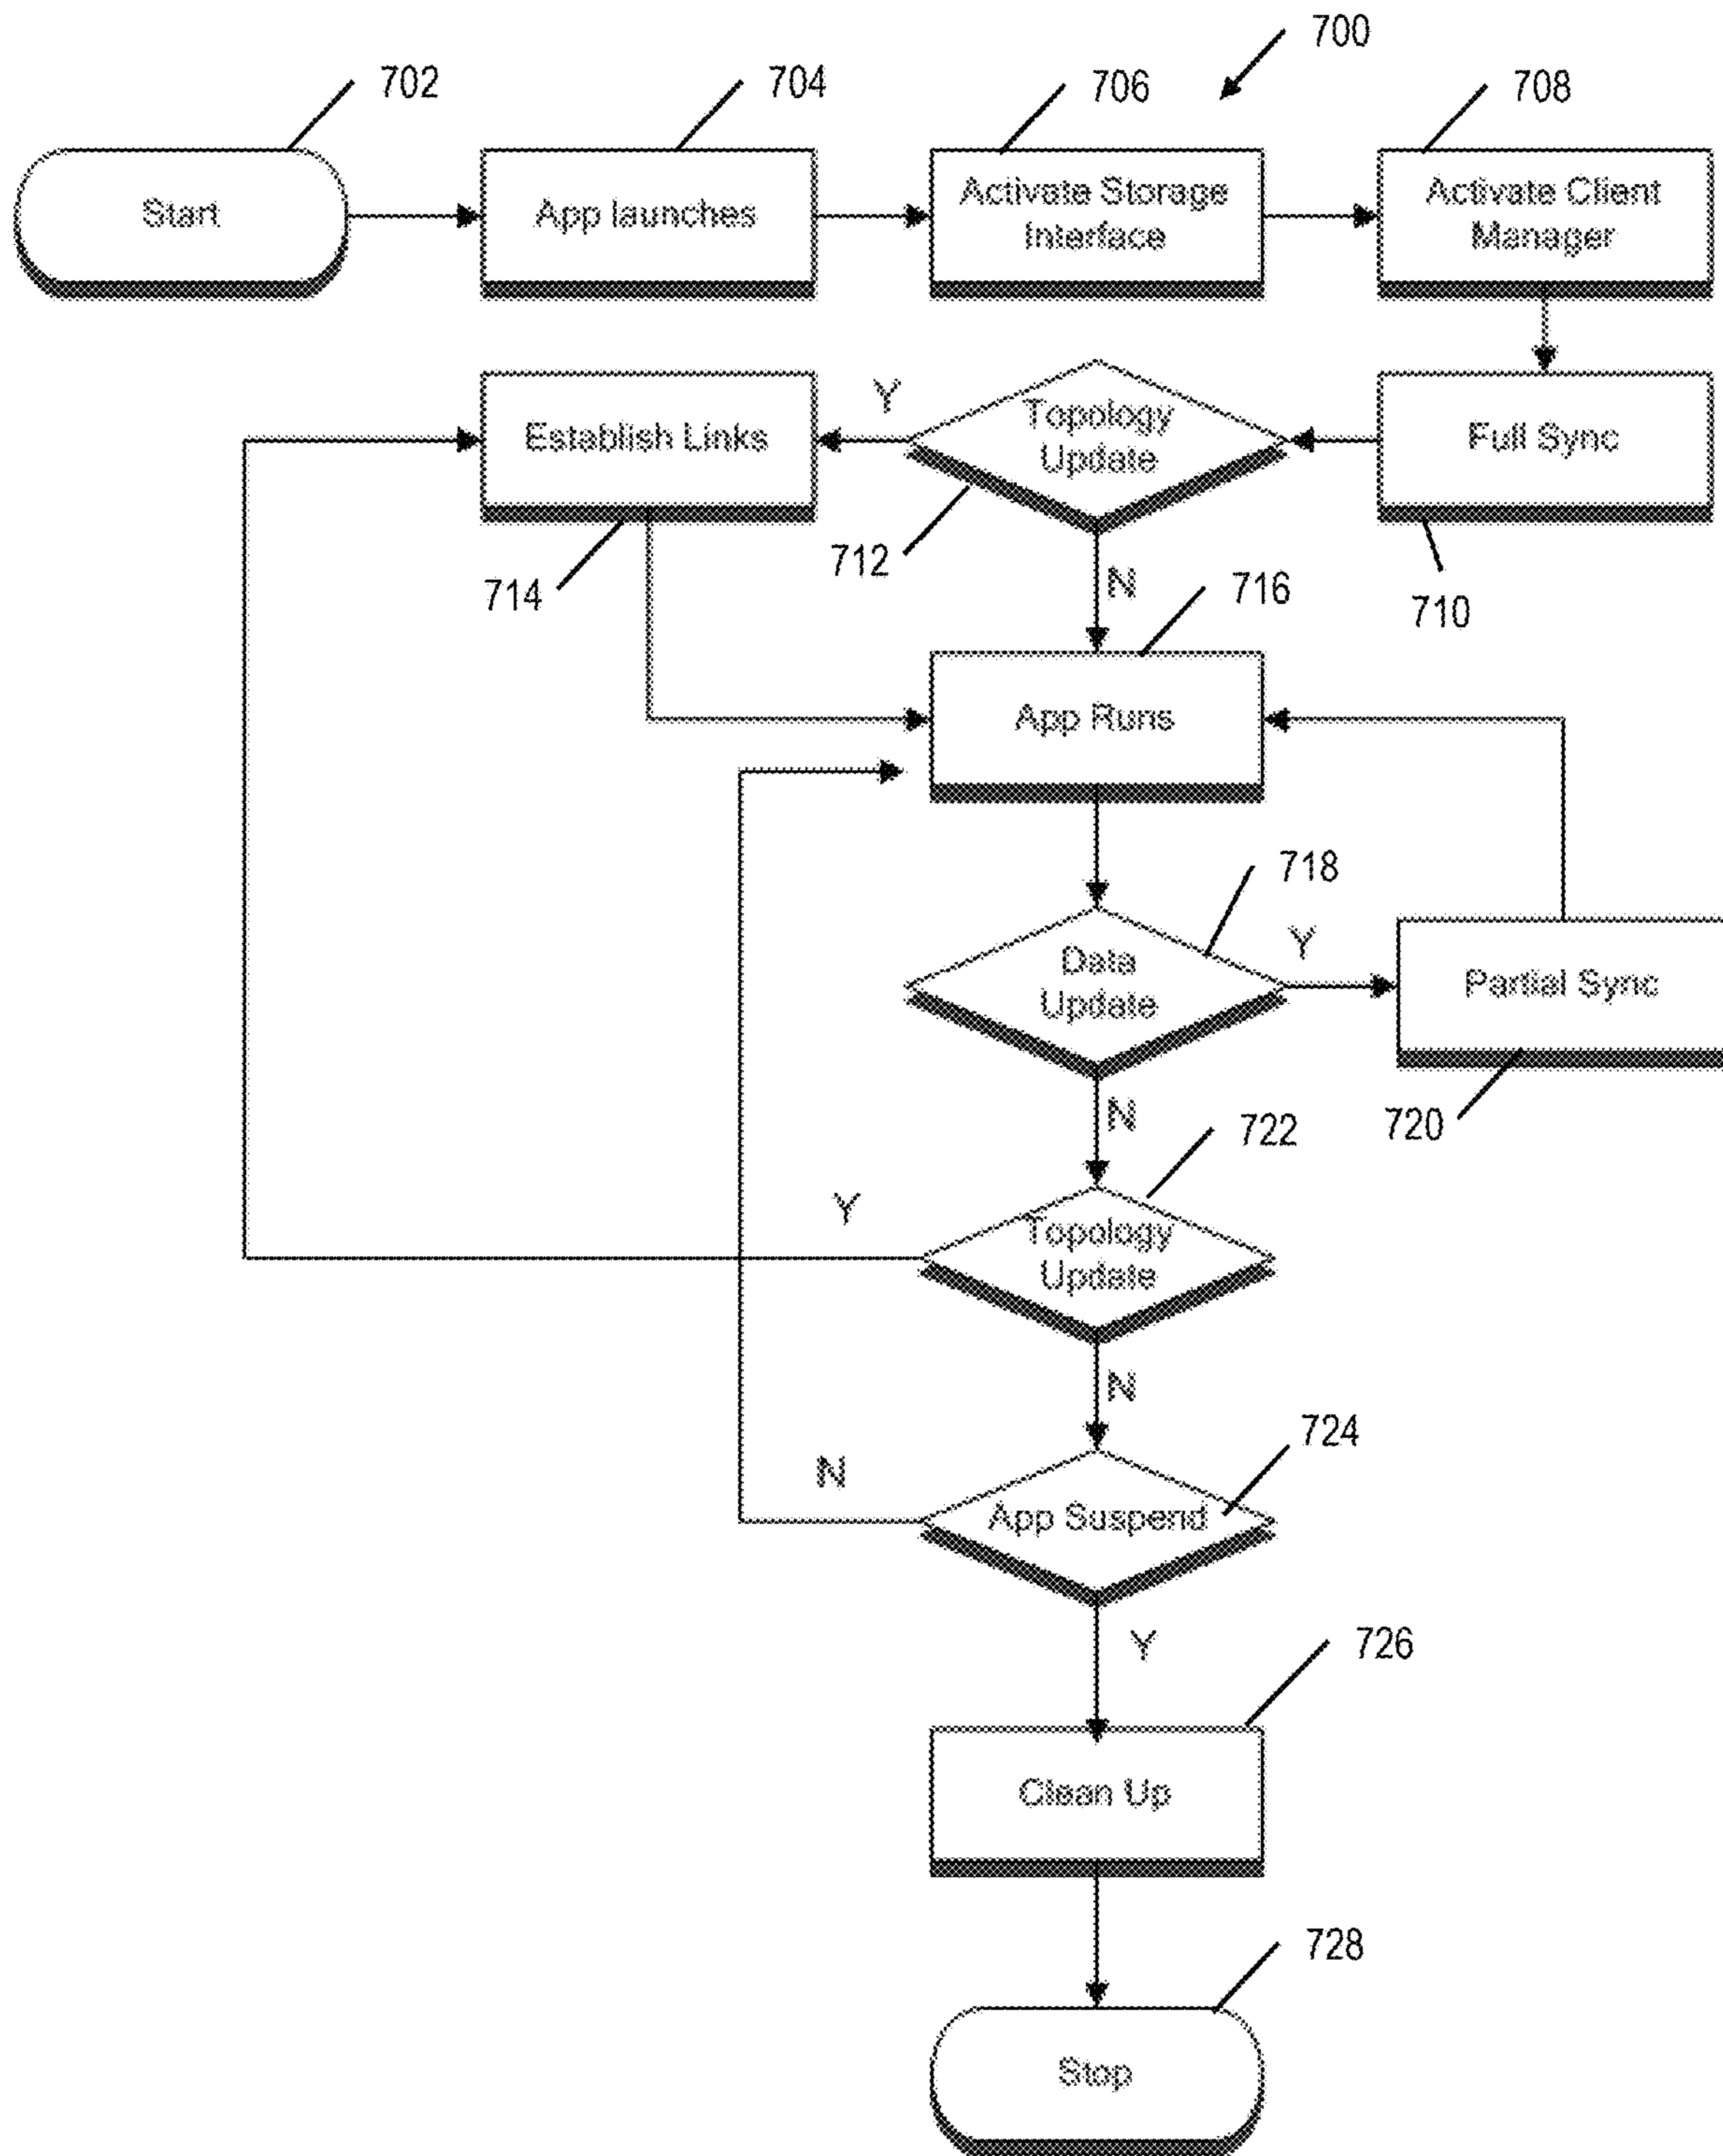 700
702
704
706
708
Start
App launches
Activate Storage
Interface
Activate Client
Manager
Establish Links
Y
Topology
Update
Full Sync
712
714
N
716
710
App Runs
718
Data
Update
Y
Partial Sync
720
N
722
Y
Topology
Update
N
724
N
App Suspend
Y
726
Clean Up
728
Stop